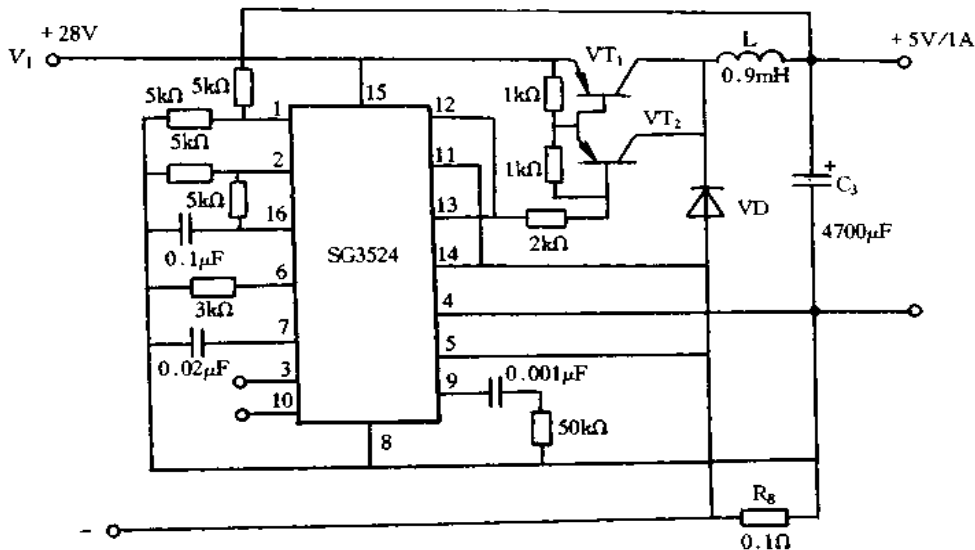 +28V
V₁
5kΩ
5kΩ
5kΩ
5kΩ
0.1μF
3kΩ
0.02μF
1
2
16
6
7
3
10
15
8
SG3524
12
11
13
14
4
5
9
1kΩ
1kΩ
2kΩ
VT₁
VT₂
L
0.9mH
+5V/1A
VD
+
C₃
4700μF
0.001μF
50kΩ
R₈
0.1Ω
−